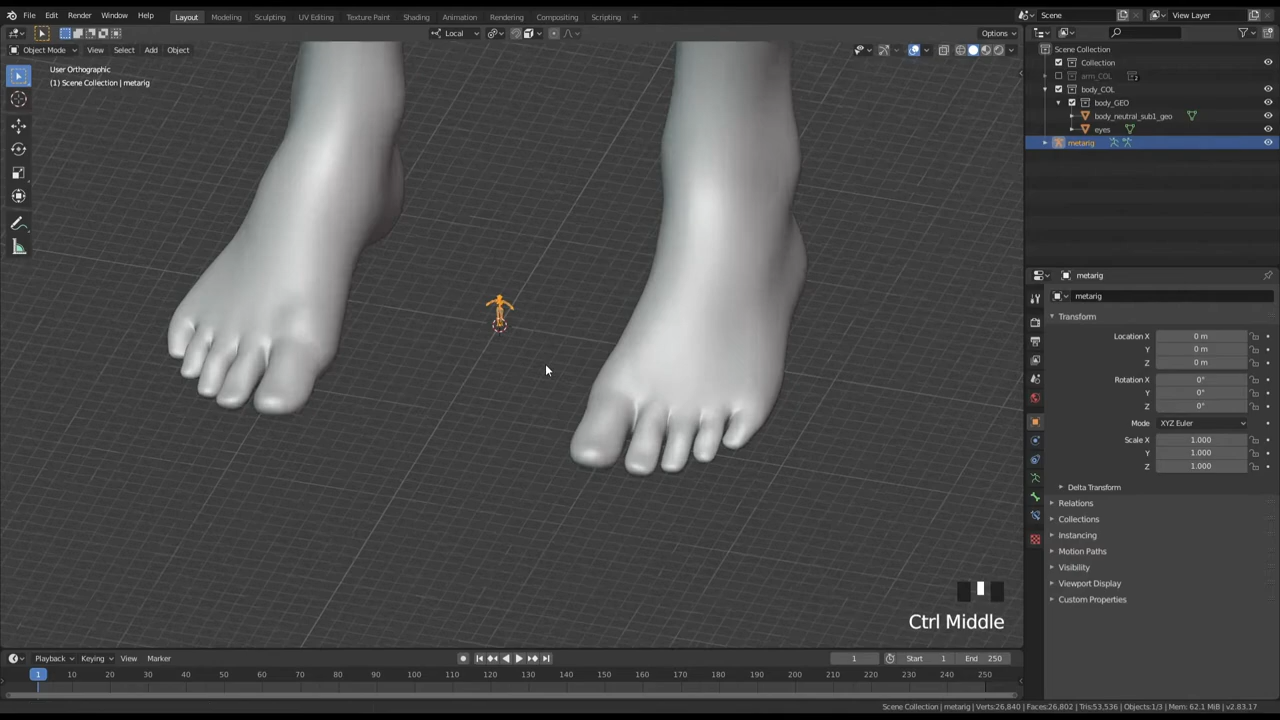 File Edit Render Window Help Layout Modeling Sculpting UV Editing Texture Paint Shading Animation Rendering Compositing Scripting + Scene View Layer
Local Options
Object Mode View Select Add Object
User Orthographic
(1) Scene Collection | metarig
Scene Collection
Collection
arm_COL
body_COL
body_GEO
body_neutral_sub1_geo
eyes
metarig
metarig
metarig
Transform
Location X 0 m
Y 0 m
Z 0 m
Rotation X 0°
Y 0°
Z 0°
Mode XYZ Euler
Scale X 1.000
Y 1.000
Z 1.000
Delta Transform
Relations
Collections
Instancing
Motion Paths
Visibility
Viewport Display
Custom Properties
Ctrl Middle
Playback Keying View Marker 1 Start 1 End 250
1 10 20 30 40 50 60 70 80 90 100 110 120 130 140 150 160 170 180 190 200 210 220 230 240 250
Scene Collection | metarig | Verts:26,840 | Faces:26,802 | Tris:53,536 | Objects:1/3 | Mem: 62.1 MiB | v2.83.17